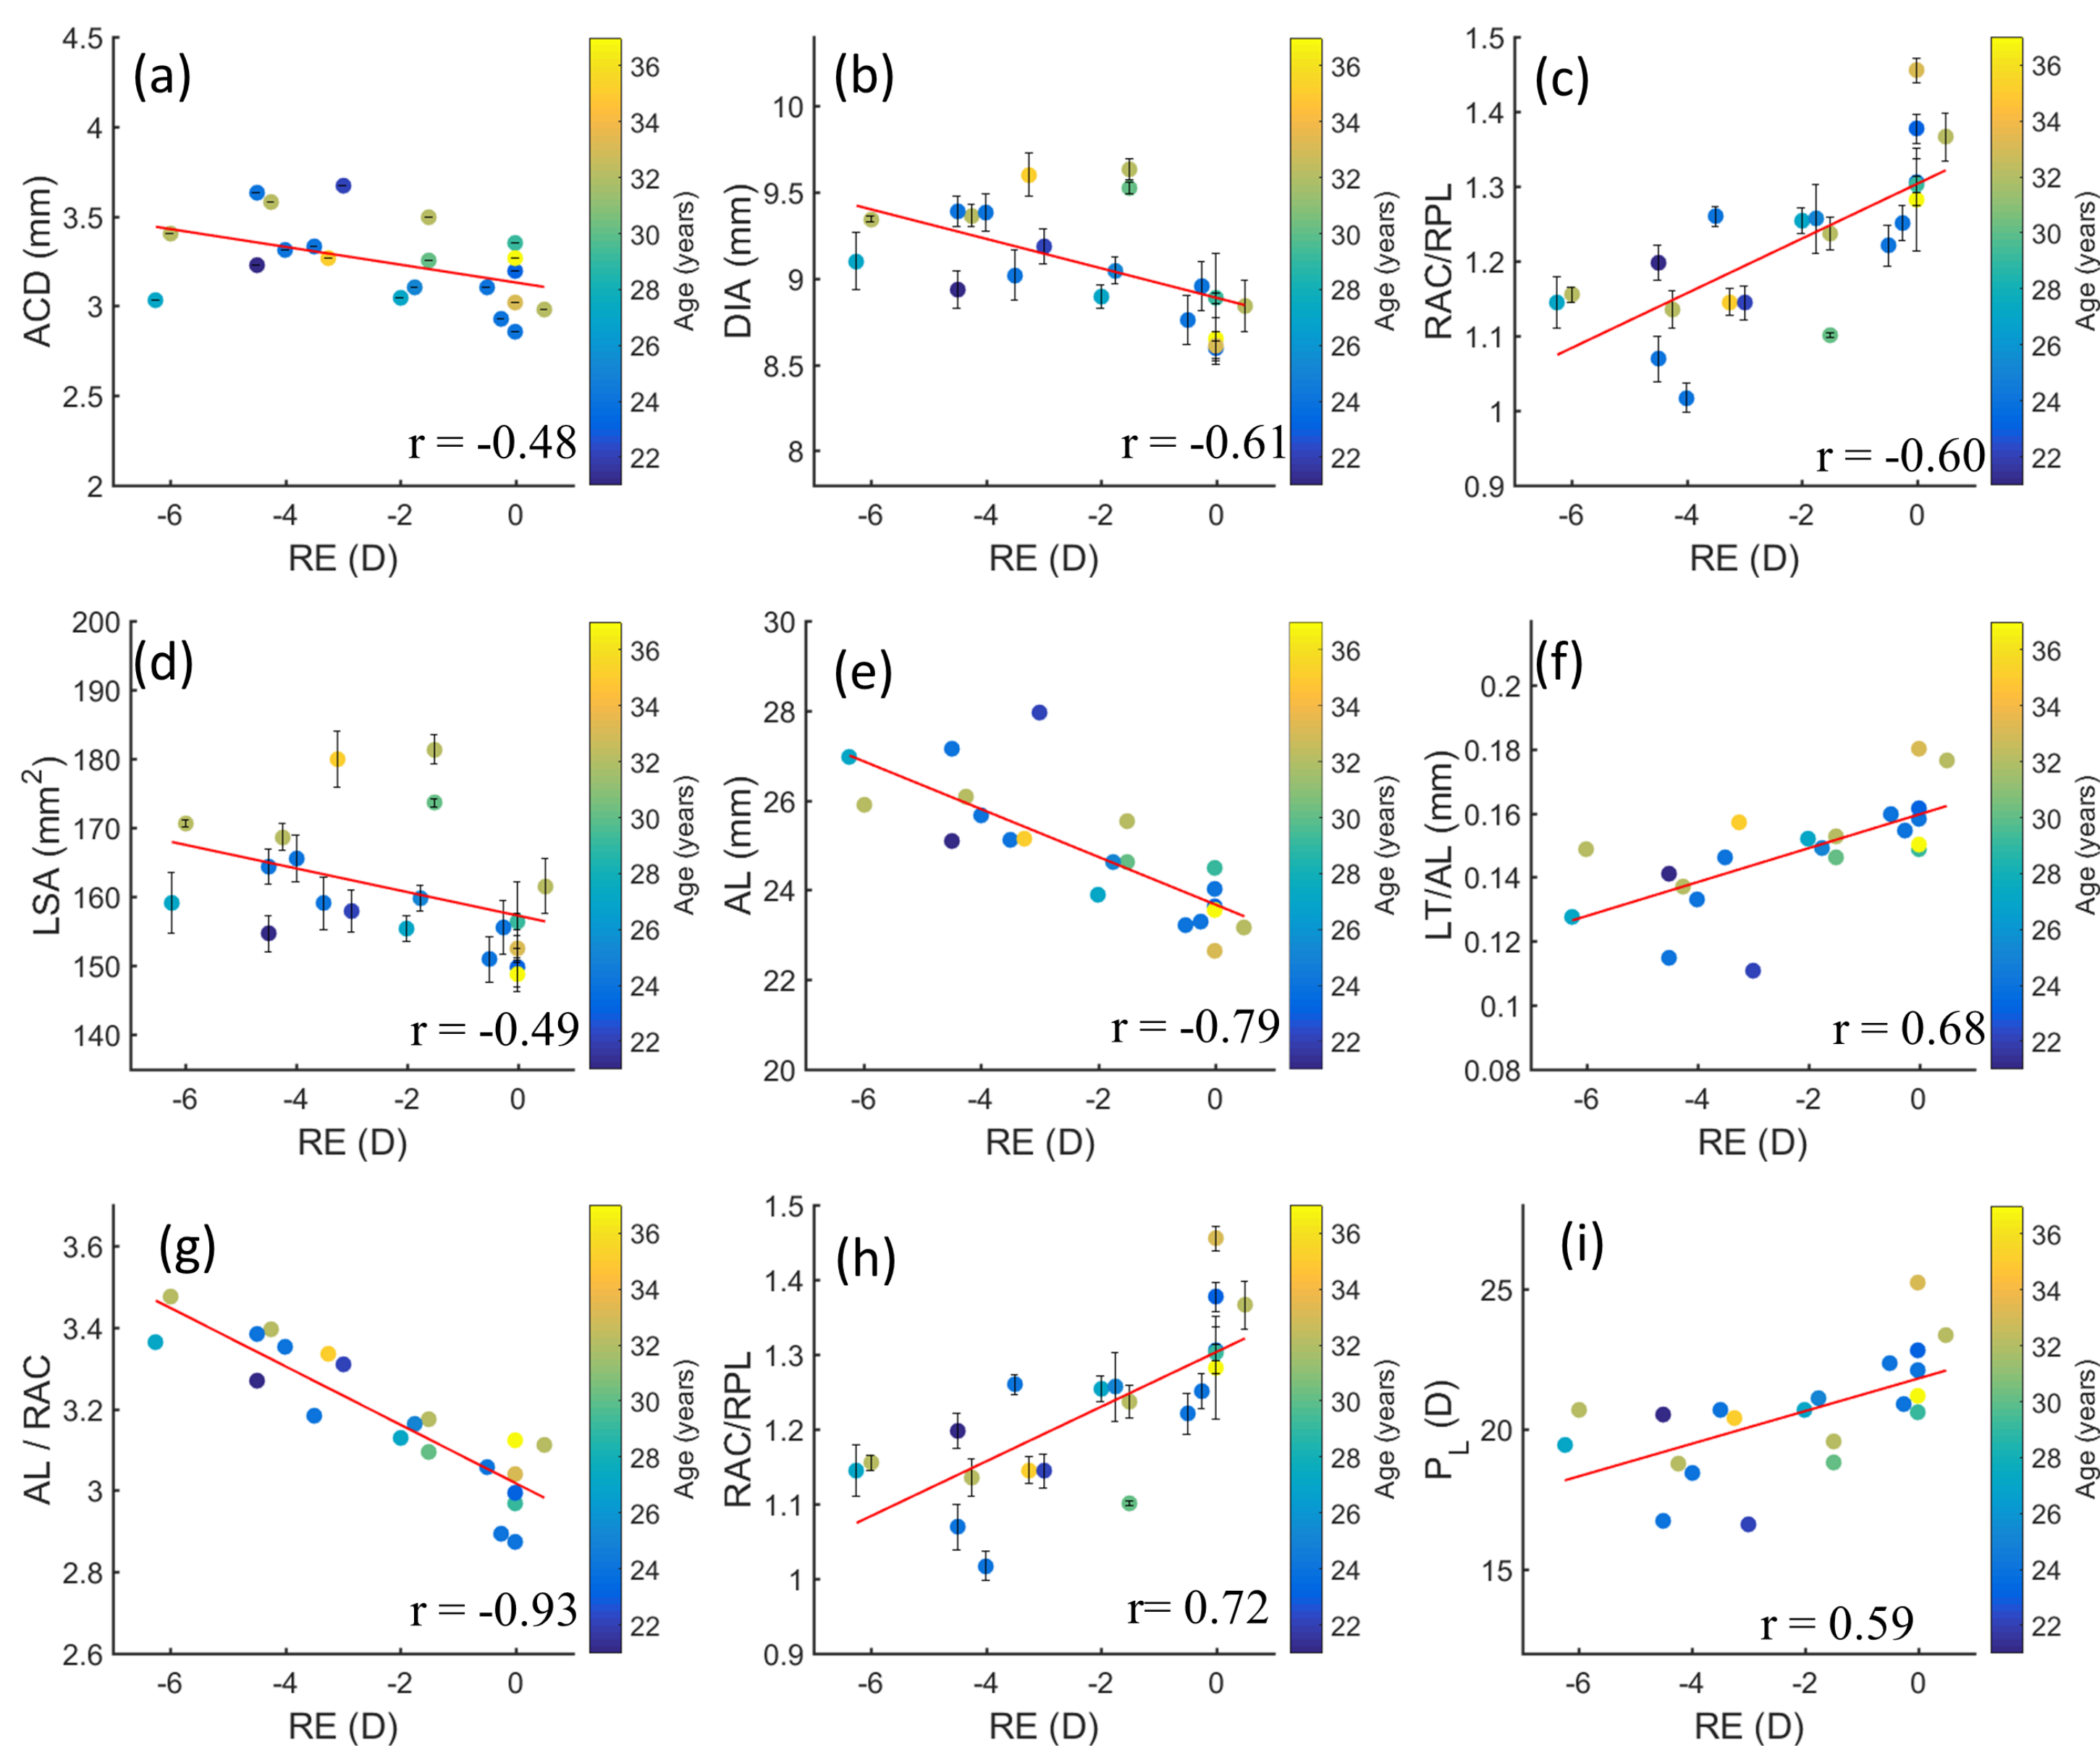 (a)
4.5
4
3.5
3
2.5
2
ACD (mm)
-6 -4 -2 0
RE (D)
r = -0.48
36
34
32
30
28
26
24
22
Age (years)
(b)
10
9.5
9
8.5
8
DIA (mm)
-6 -4 -2 0
RE (D)
r = -0.61
36
34
32
30
28
26
24
22
Age (years)
(c)
1.5
1.4
1.3
1.2
1.1
1
0.9
RAC/RPL
-6 -4 -2 0
RE (D)
r = -0.60
36
34
32
30
28
26
24
22
Age (years)
(d)
200
190
180
170
160
150
140
LSA (mm²)
-6 -4 -2 0
RE (D)
r = -0.49
36
34
32
30
28
26
24
22
Age (years)
(e)
30
28
26
24
22
20
AL (mm)
-6 -4 -2 0
RE (D)
r = -0.79
36
34
32
30
28
26
24
22
Age (years)
(f)
0.2
0.18
0.16
0.14
0.12
0.1
0.08
LT/AL (mm)
-6 -4 -2 0
RE (D)
r = 0.68
36
34
32
30
28
26
24
22
Age (years)
(g)
3.6
3.4
3.2
3
2.8
2.6
AL / RAC
-6 -4 -2 0
RE (D)
r = -0.93
36
34
32
30
28
26
24
22
Age (years)
(h)
1.5
1.4
1.3
1.2
1.1
1
0.9
RAC/RPL
-6 -4 -2 0
RE (D)
r= 0.72
36
34
32
30
28
26
24
22
Age (years)
(i)
25
20
15
P_L (D)
-6 -4 -2 0
RE (D)
r = 0.59
36
34
32
30
28
26
24
22
Age (years)